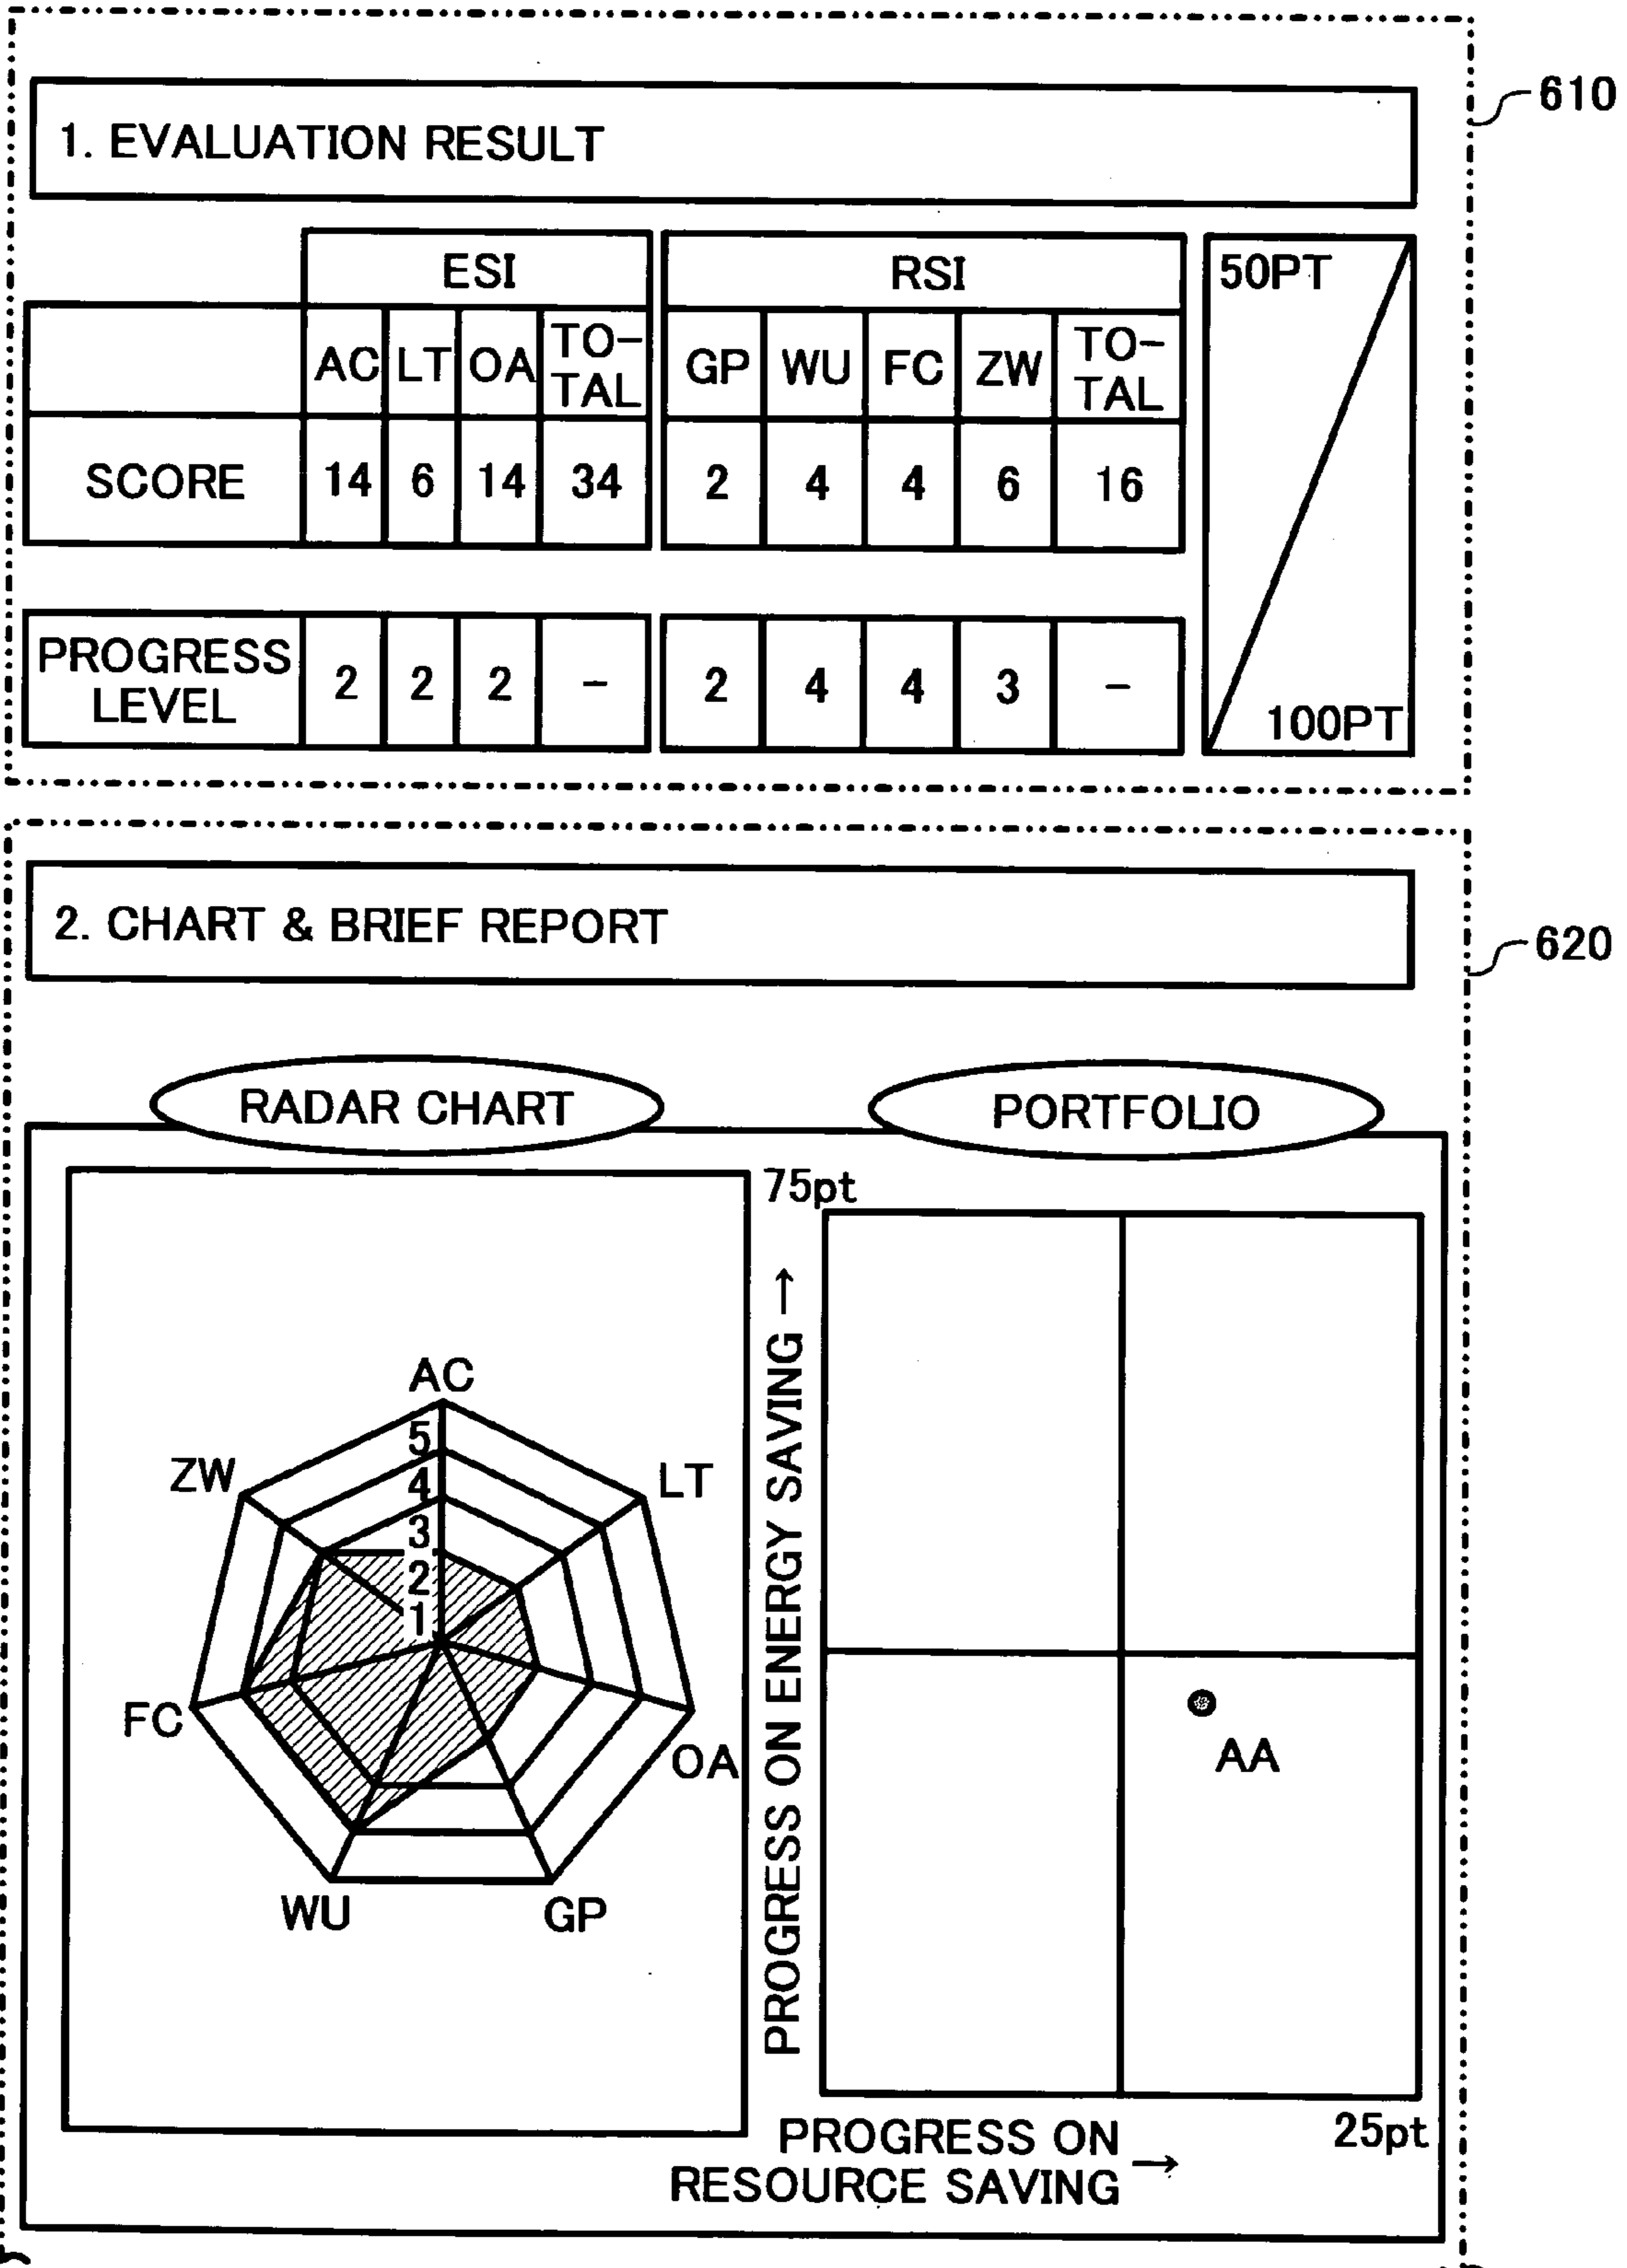 610
1. EVALUATION RESULT
ESI RSI 50PT
AC LT OA TO-TAL GP WU FC ZW TO-TAL
SCORE 14 6 14 34 2 4 4 6 16
PROGRESS LEVEL 2 2 2 - 2 4 4 3 -
100PT
2. CHART & BRIEF REPORT
620
RADAR CHART
AC
5
4
3
2
1
LT
OA
GP
WU
FC
ZW
PORTFOLIO
75pt
PROGRESS ON ENERGY SAVING →
AA
25pt
PROGRESS ON
RESOURCE SAVING →